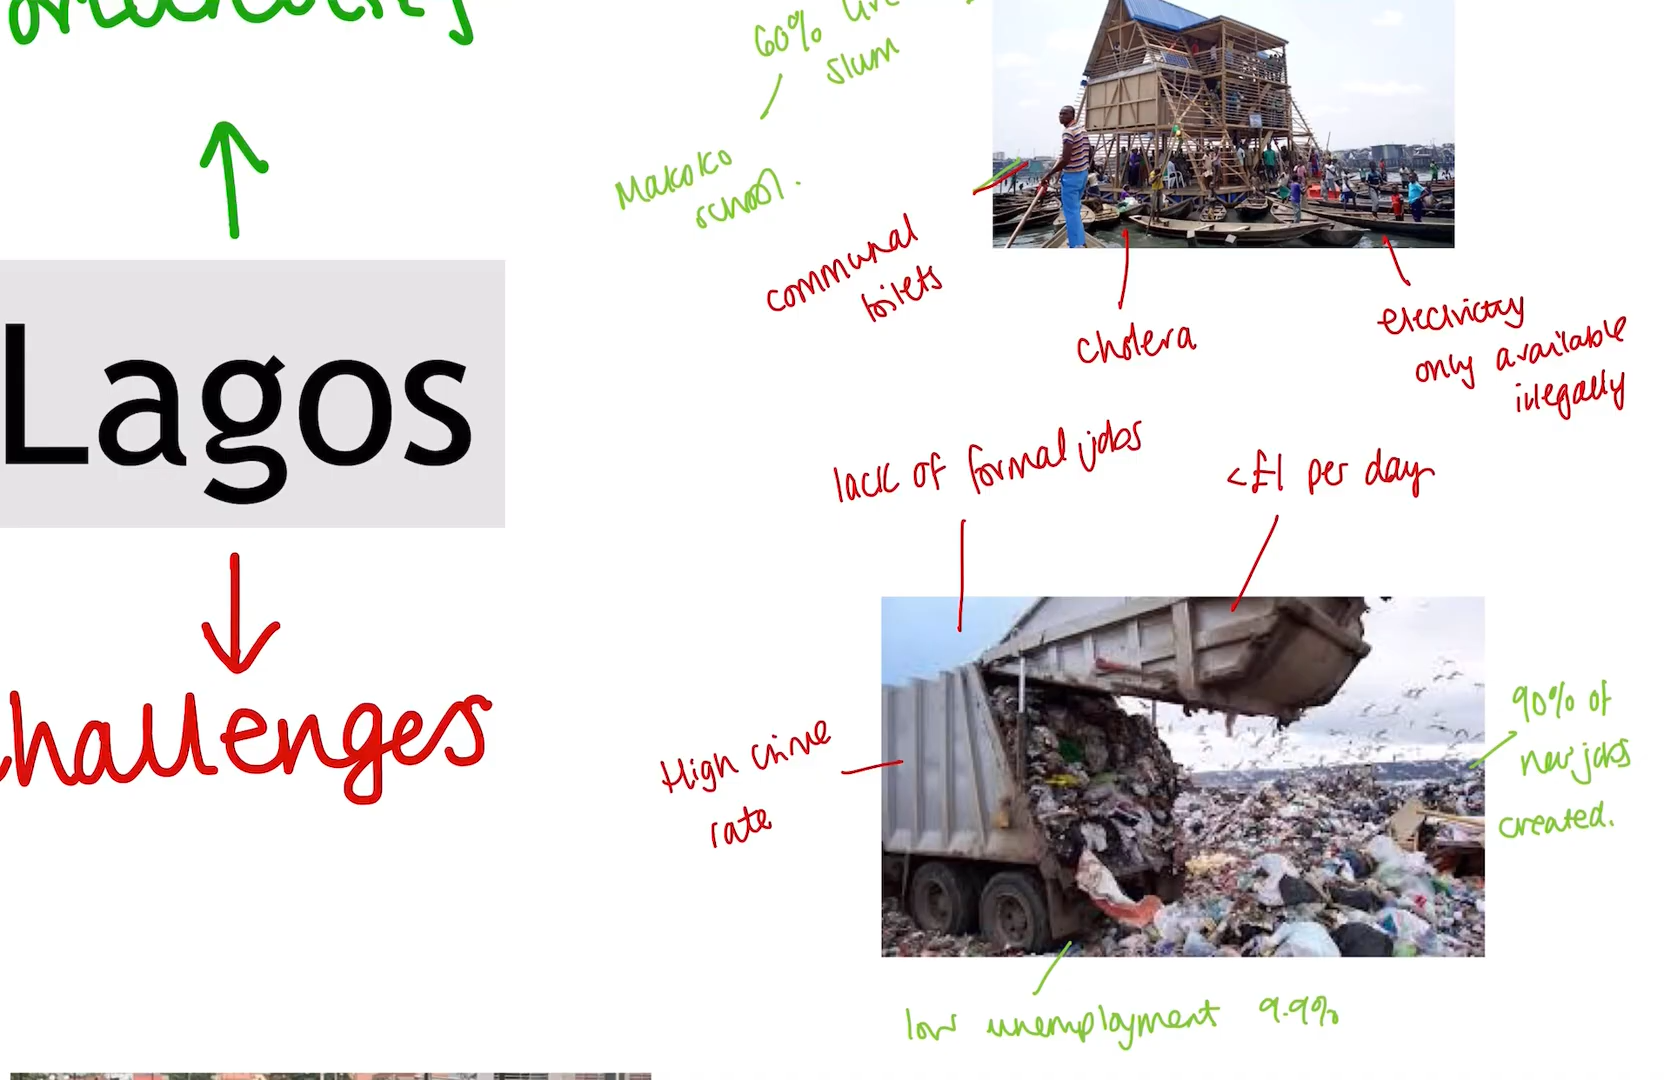 60% live
slum
Makoko
school.
communal
toilets
cholera
electricity
only available
illegally
Lagos
lack of formal jobs
<£1 per day
High crime
rate
challenges
90% of
new jobs
created.
low unemployment 9.9%